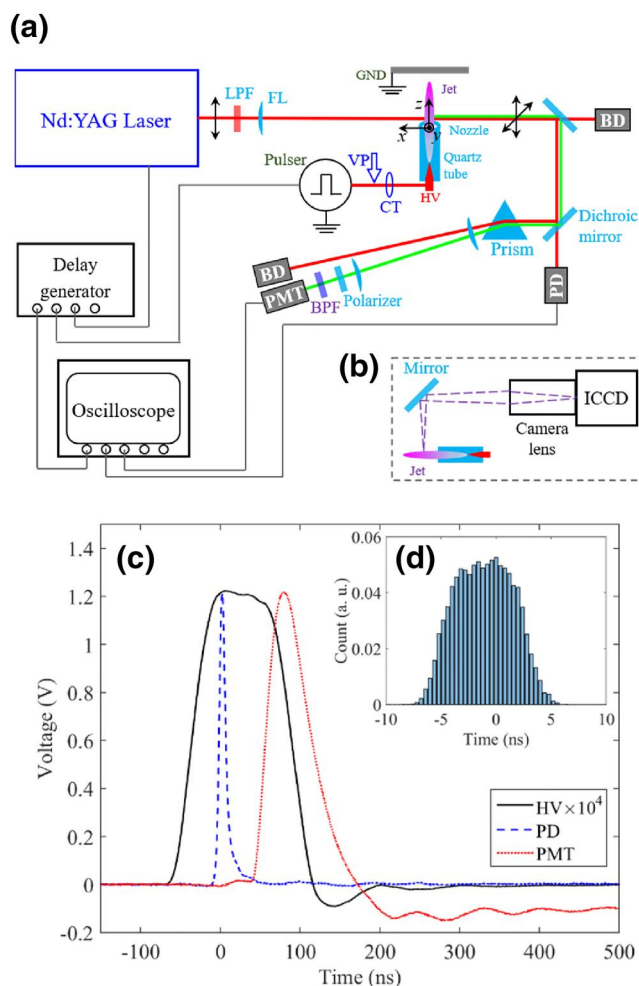 (a)
GND
LPF
FL
Nd:YAG Laser
z
Jet
x
y
Nozzle
BD
Pulser
VP
CT
Quartz
tube
HV
Delay
generator
Prism
Dichroic
mirror
BD
PMT
BPF
Polarizer
PD
Oscilloscope
(b)
Mirror
ICCD
Camera
lens
Jet
(c)
(d)
1.4
1.2
1
0.8
0.6
0.4
0.2
0
-0.2
Voltage (V)
-100
0
100
200
300
400
500
Time (ns)
0.06
0.04
0.02
0
Count (a. u.)
-10
-5
0
5
10
Time (ns)
HV×10⁴
PD
PMT